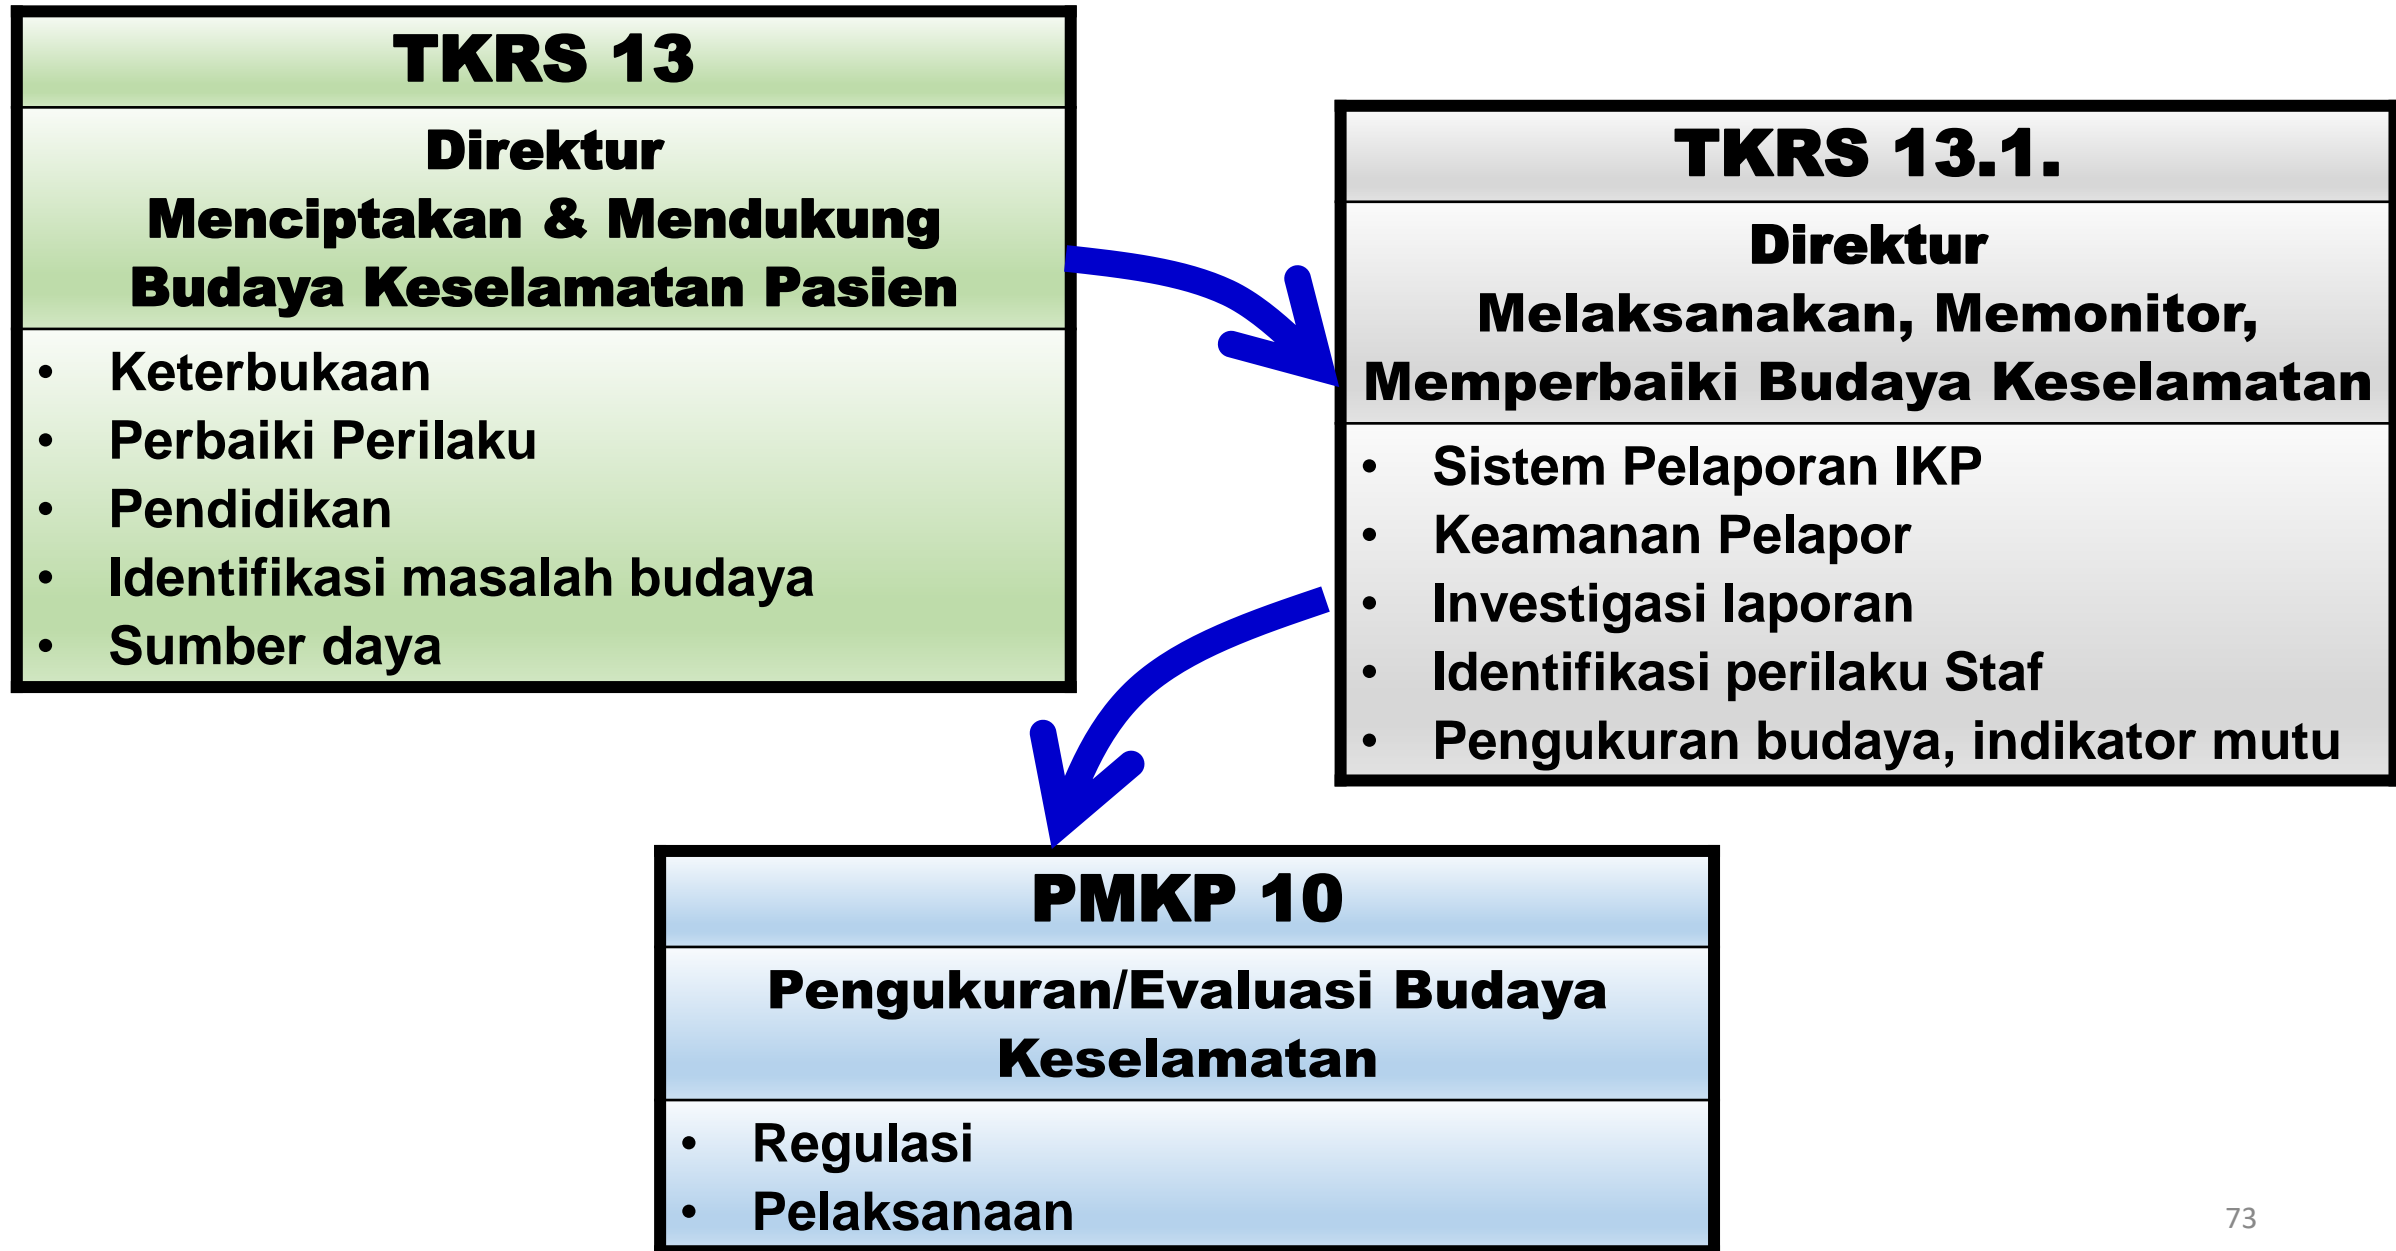 TKRS 13
Direktur
Menciptakan & Mendukung
Budaya Keselamatan Pasien
• Keterbukaan
• Perbaiki Perilaku
• Pendidikan
• Identifikasi masalah budaya
• Sumber daya
TKRS 13.1.
Direktur
Melaksanakan, Memonitor,
Memperbaiki Budaya Keselamatan
• Sistem Pelaporan IKP
• Keamanan Pelapor
• Investigasi laporan
• Identifikasi perilaku Staf
• Pengukuran budaya, indikator mutu
PMKP 10
Pengukuran/Evaluasi Budaya
Keselamatan
• Regulasi
• Pelaksanaan
73